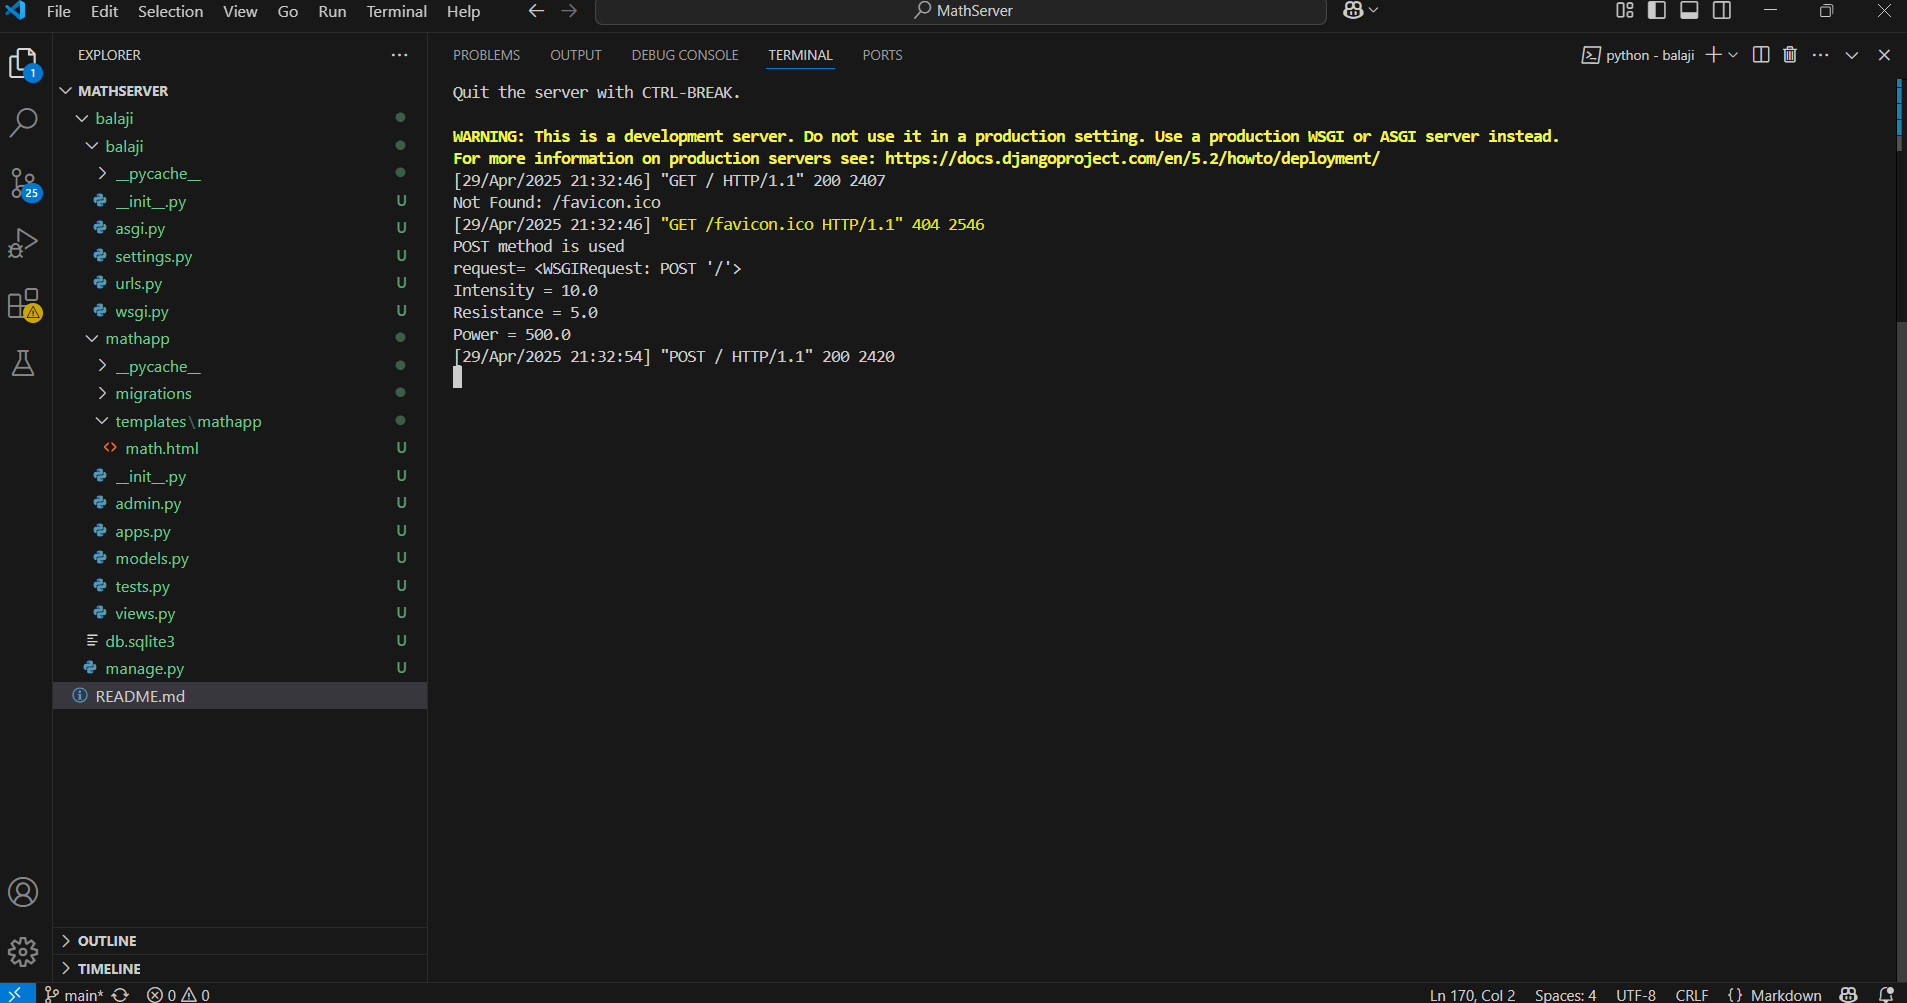 File Edit Selection View Go Run Terminal Help
MathServer
EXPLORER
MATHSERVER
balaji
balaji
__pycache__
__init__.py U
asgi.py U
settings.py U
urls.py U
wsgi.py U
mathapp
__pycache__
migrations
templates\mathapp
math.html U
__init__.py U
admin.py U
apps.py U
models.py U
tests.py U
views.py U
db.sqlite3 U
manage.py U
README.md
OUTLINE
TIMELINE
1
25
PROBLEMS OUTPUT DEBUG CONSOLE TERMINAL PORTS
python - balaji
Quit the server with CTRL-BREAK.
WARNING: This is a development server. Do not use it in a production setting. Use a production WSGI or ASGI server instead.
For more information on production servers see: https://docs.djangoproject.com/en/5.2/howto/deployment/
[29/Apr/2025 21:32:46] "GET / HTTP/1.1" 200 2407
Not Found: /favicon.ico
[29/Apr/2025 21:32:46] "GET /favicon.ico HTTP/1.1" 404 2546
POST method is used
request= <WSGIRequest: POST '/'>
Intensity = 10.0
Resistance = 5.0
Power = 500.0
[29/Apr/2025 21:32:54] "POST / HTTP/1.1" 200 2420
main* 0 0
Ln 170, Col 2 Spaces: 4 UTF-8 CRLF {} Markdown